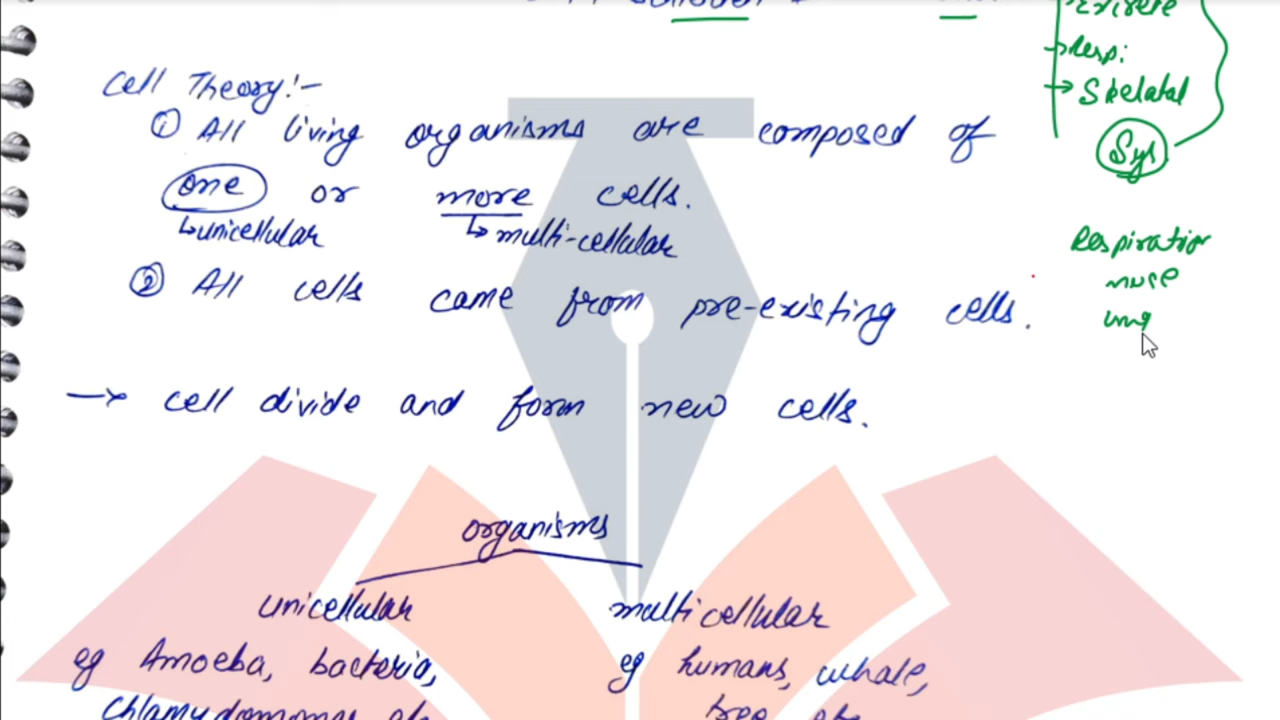 → Resp:
→ Skelatal
Sys
Cell Theory:-
① All living organisms are composed of
one or more cells.
↳unicellular ↳multi-cellular
② All cells came from pre-existing cells.
Respiration
nose
→ cell divide and form new cells.
organisms
unicellular multicellular
eg Amoeba, bacteria, eg humans, whale,